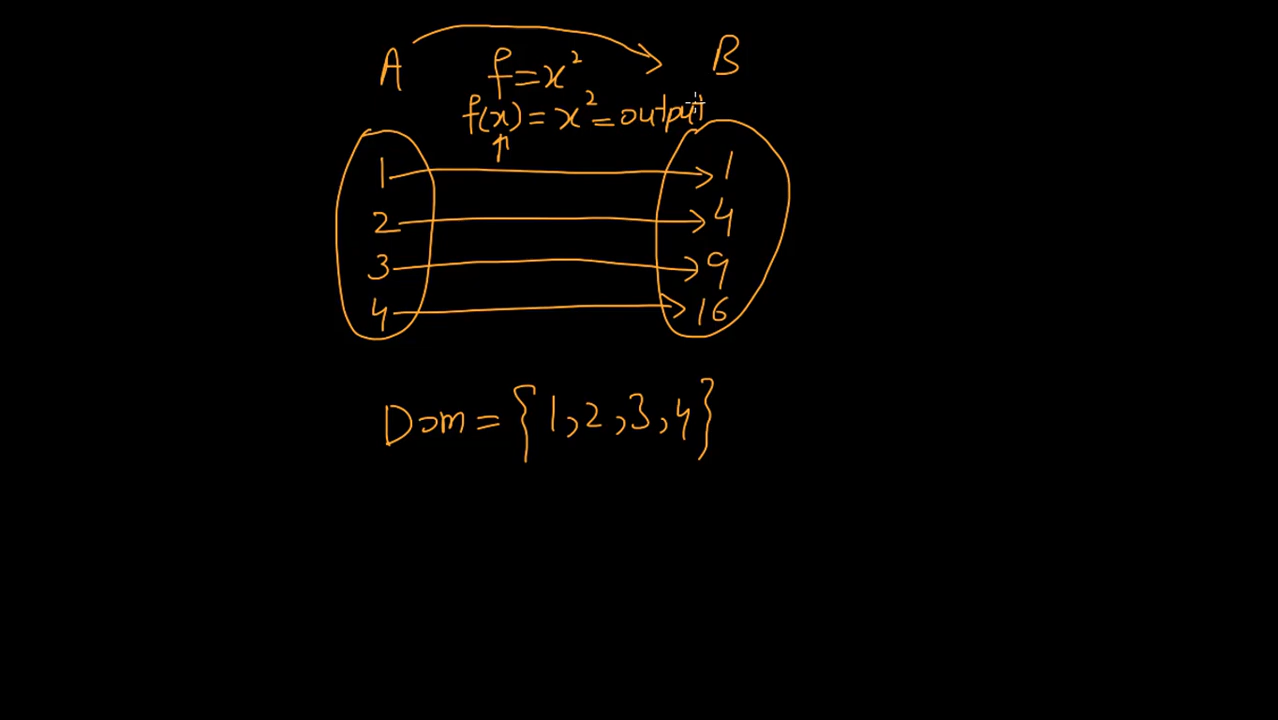 A f=x² B
f(x)=x²=output
1 1
2 4
3 9
4 16
Dom={1,2,3,4}